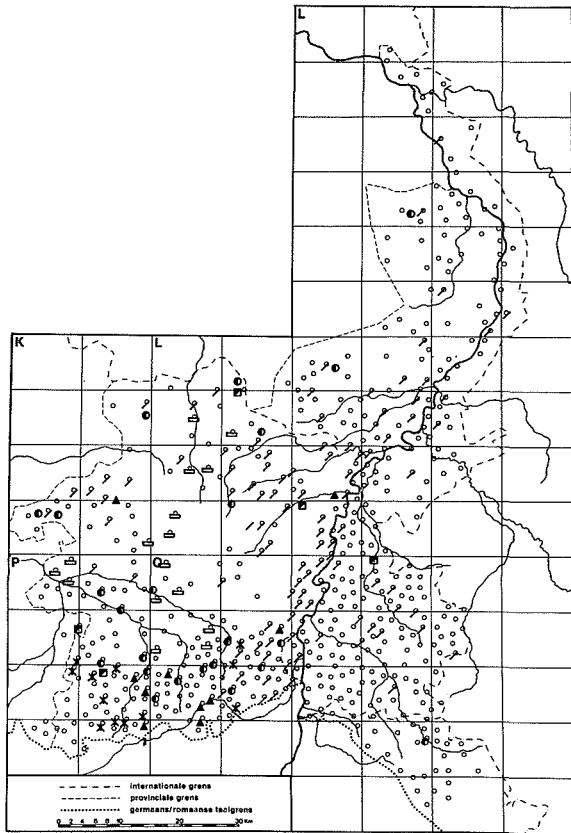 L
K L
P Q
internationale grens
provinciale grens
germaans/romaanse taalgrens
0 2 4 6 8 10 20 30 Km